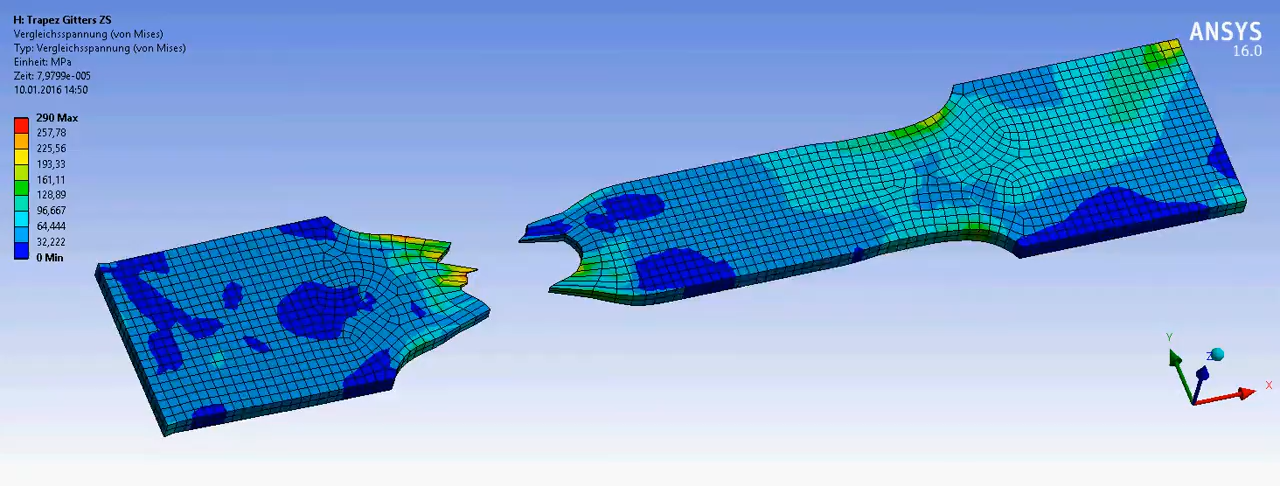 H: Trapez Gitters ZS
Vergleichsspannung (von Mises)
Typ: Vergleichsspannung (von Mises)
Einheit: MPa
Zeit: 7,9799e-005
10.01.2016 14:50
290 Max
257,78
225,56
193,33
161,11
128,89
96,667
64,444
32,222
0 Min
ANSYS
16.0
Y
Z
X